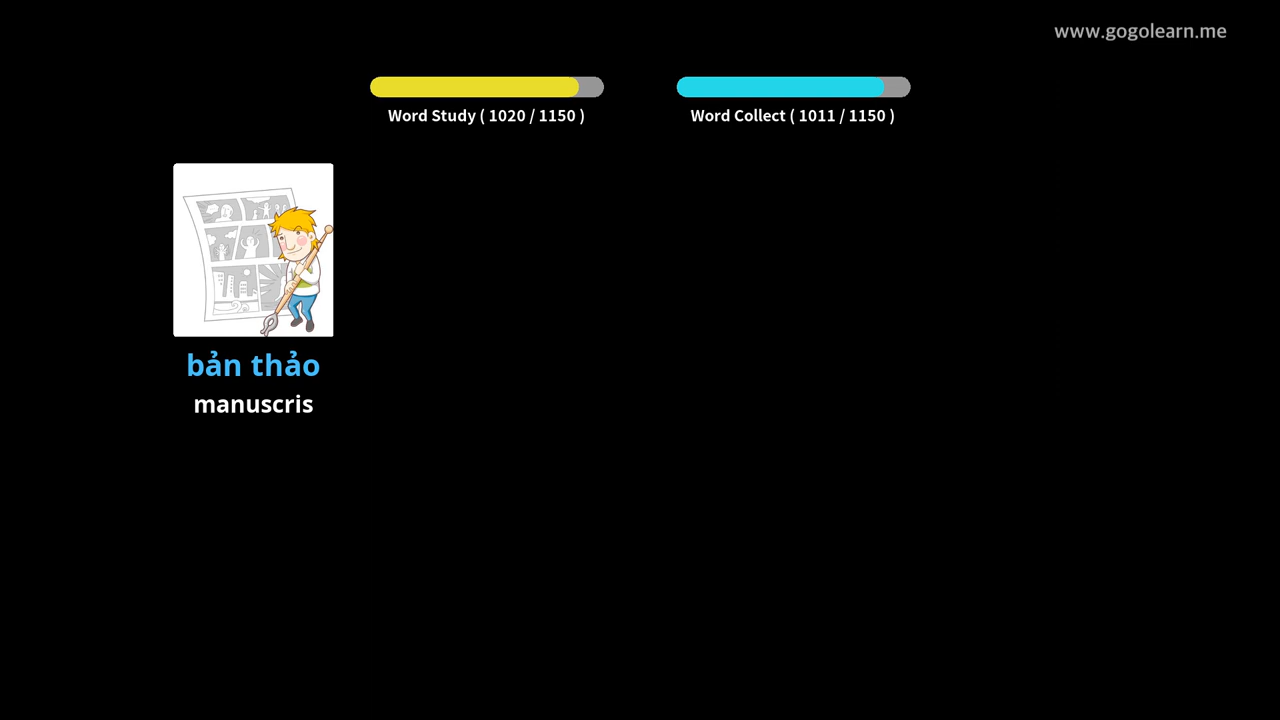 www.gogolearn.me
Word Study ( 1020 / 1150 )
Word Collect ( 1011 / 1150 )
bản thảo
manuscris